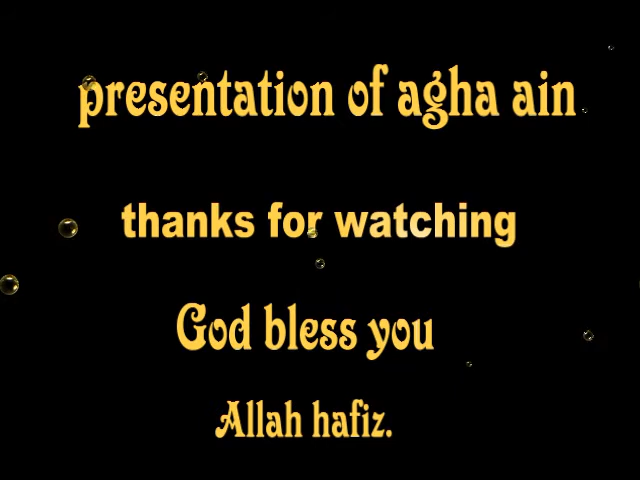 presentation of agha ain
thanks for watching
God bless you
Allah hafiz.